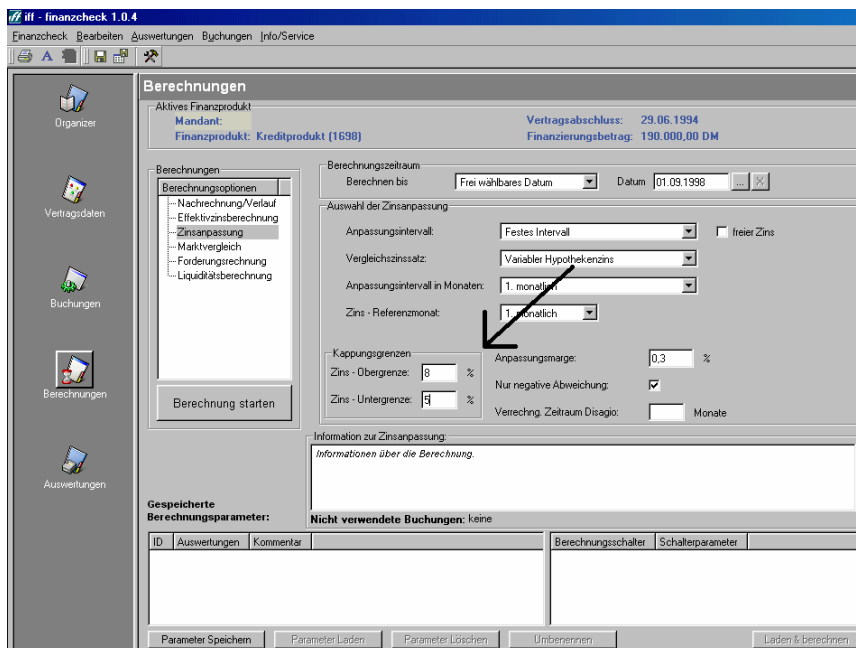 iff - finanzcheck 1.0.4
Finanzcheck Bearbeiten Auswertungen Buchungen Info/Service
Organizer
Vertragsdaten
Buchungen
Berechnungen
Auswertungen
Berechnungen
Aktives Finanzprodukt
Mandant:
Vertragsabschluss: 29.06.1994
Finanzprodukt: Kreditprodukt (1698)
Finanzierungsbetrag: 190.000,00 DM
Berechnungen
Berechnungsoptionen
Nachrechnung/Verlauf
Effektivzinsberechnung
Zinsanpassung
Marktvergleich
Forderungsrechnung
Liquiditätsberechnung
Berechnung starten
Berechnungszeitraum
Berechnen bis Frei wählbares Datum Datum 01.09.1998 ... X
Auswahl der Zinsanpassung
Anpassungsintervall: Festes Intervall freier Zins
Vergleichszinssatz: Variabler Hypothekenzins
Anpassungsintervall in Monaten: 1. monatlich
Zins - Referenzmonat: 1. monatlich
Kappungsgrenzen
Zins - Obergrenze: 8 %
Zins - Untergrenze: 5 %
Anpassungsmarge: 0,3 %
Nur negative Abweichung:
Verrechng. Zeitraum Disagio: Monate
Information zur Zinsanpassung:
Informationen über die Berechnung.
Gespeicherte
Berechnungsparameter:
Nicht verwendete Buchungen: keine
ID Auswertungen Kommentar
Berechnungsschalter Schalterparameter
Parameter Speichern Parameter Laden Parameter Löschen Umbenennen Laden & berechnen